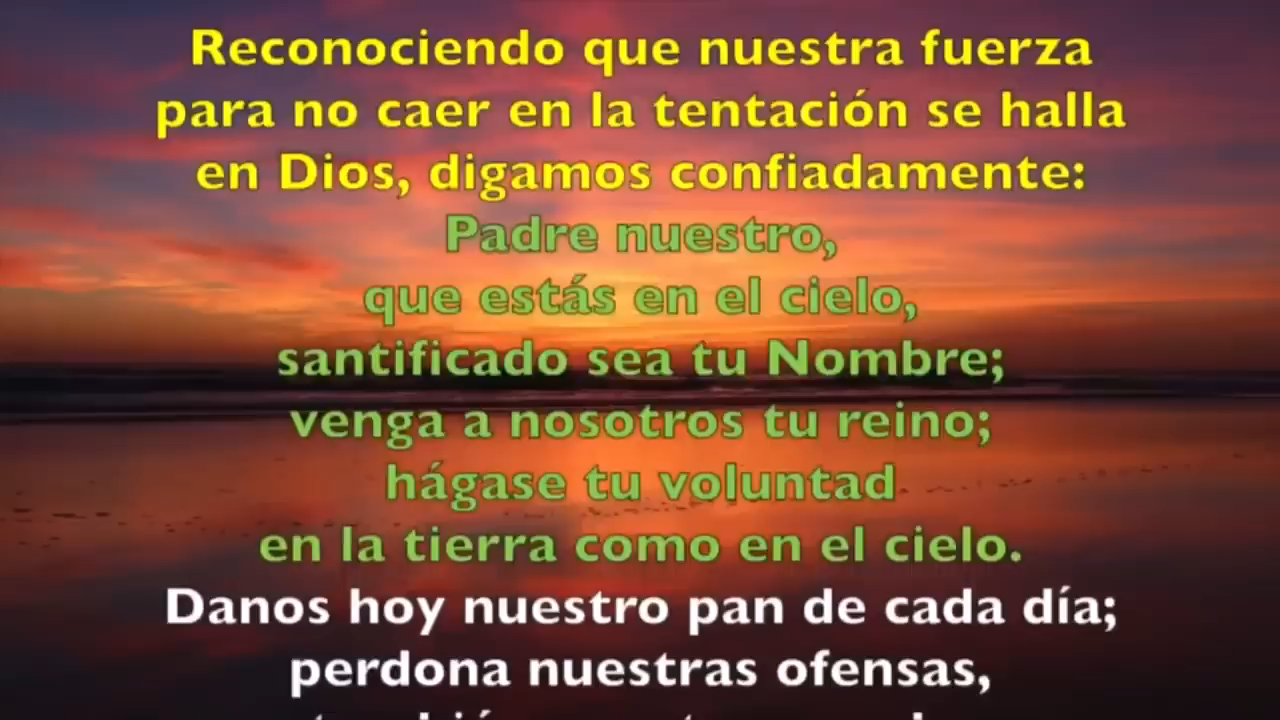 Reconociendo que nuestra fuerza
para no caer en la tentación se halla
en Dios, digamos confiadamente:
Padre nuestro,
que estás en el cielo,
santificado sea tu Nombre;
venga a nosotros tu reino;
hágase tu voluntad
en la tierra como en el cielo.
Danos hoy nuestro pan de cada día;
perdona nuestras ofensas,